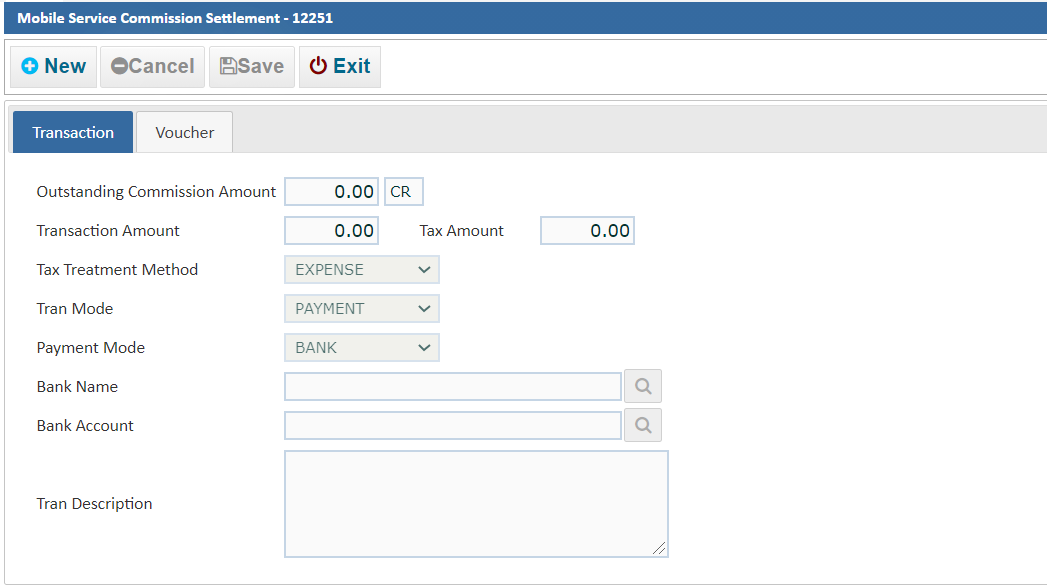 Mobile Service Commission Settlement - 12251
New Cancel Save Exit
Transaction Voucher
Outstanding Commission Amount 0.00 CR
Transaction Amount 0.00 Tax Amount 0.00
Tax Treatment Method EXPENSE
Tran Mode PAYMENT
Payment Mode BANK
Bank Name
Bank Account
Tran Description